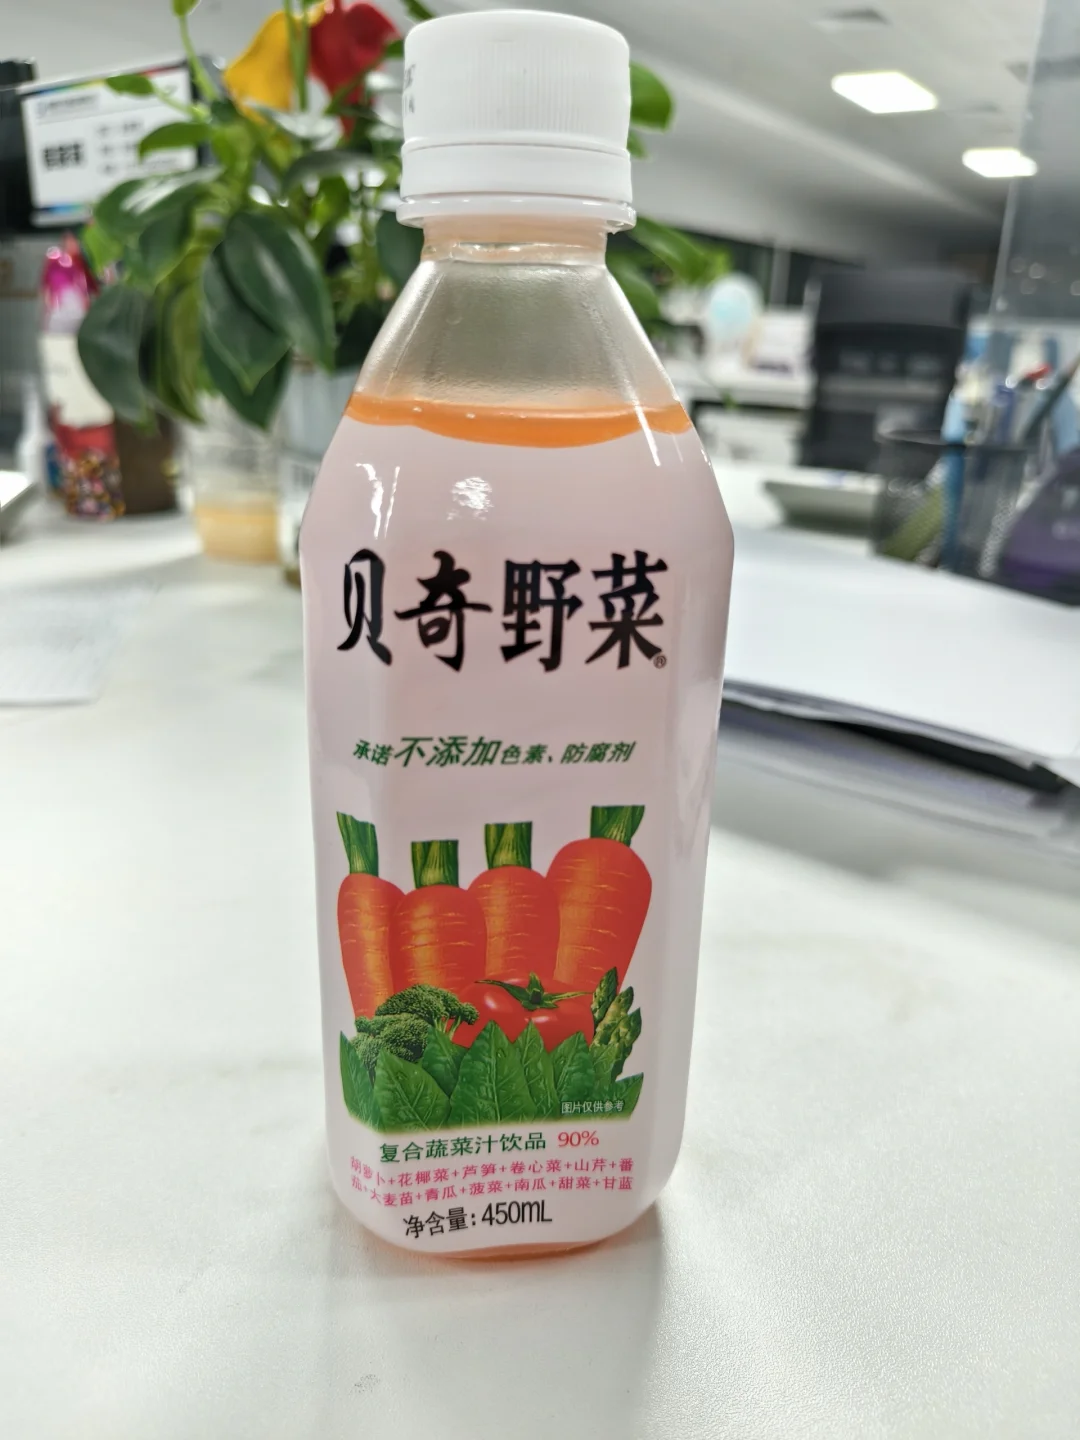 贝奇野菜®
承诺不添加色素、防腐剂
图片仅供参考
复合蔬菜汁饮品 90%
胡萝卜+花椰菜+芦笋+卷心菜+山芹+番
茄+大麦苗+青瓜+菠菜+南瓜+甜菜+甘蓝
净含量:450mL